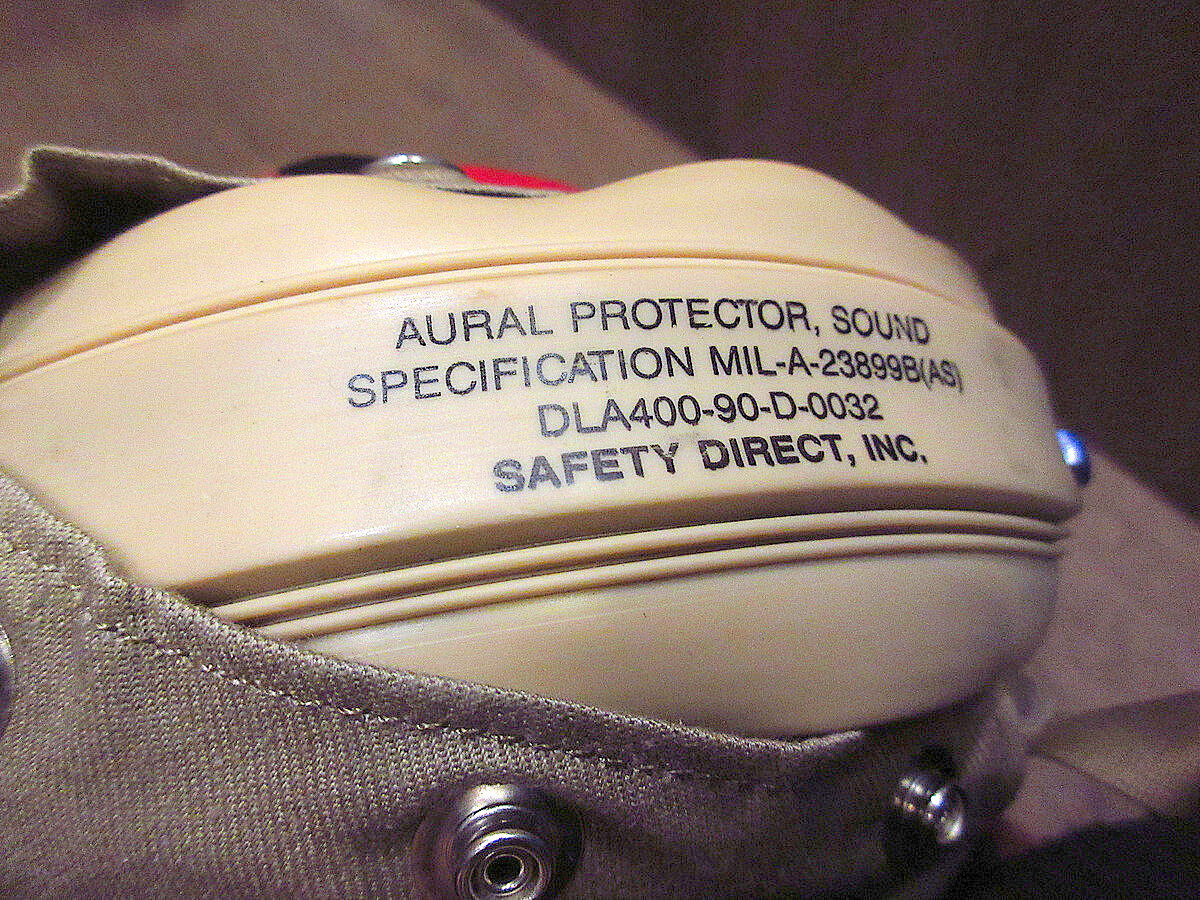 AURAL PROTECTOR, SOUND
SPECIFICATION MIL-A-23899B(AS)
DLA400-90-D-0032
SAFETY DIRECT, INC.